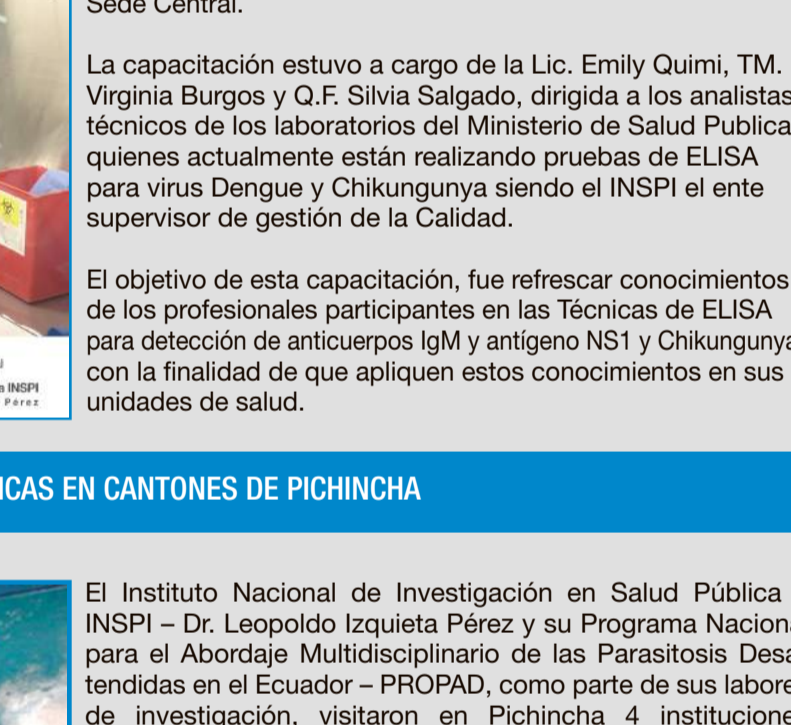 Sede Central.
La capacitación estuvo a cargo de la Lic. Emily Quimi, TM.
Virginia Burgos y Q.F. Silvia Salgado, dirigida a los analistas
técnicos de los laboratorios del Ministerio de Salud Publica
quienes actualmente están realizando pruebas de ELISA
para virus Dengue y Chikungunya siendo el INSPI el ente
supervisor de gestión de la Calidad.
El objetivo de esta capacitación, fue refrescar conocimientos
de los profesionales participantes en las Técnicas de ELISA
para detección de anticuerpos IgM y antígeno NS1 y Chikungunya
con la finalidad de que apliquen estos conocimientos en sus
unidades de salud.
a INSPI
Pérez
ICAS EN CANTONES DE PICHINCHA
El Instituto Nacional de Investigación en Salud Pública
INSPI – Dr. Leopoldo Izquieta Pérez y su Programa Naciona
para el Abordaje Multidisciplinario de las Parasitosis Desa
tendidas en el Ecuador – PROPAD, como parte de sus labore
de investigación, visitaron en Pichincha 4 institucione